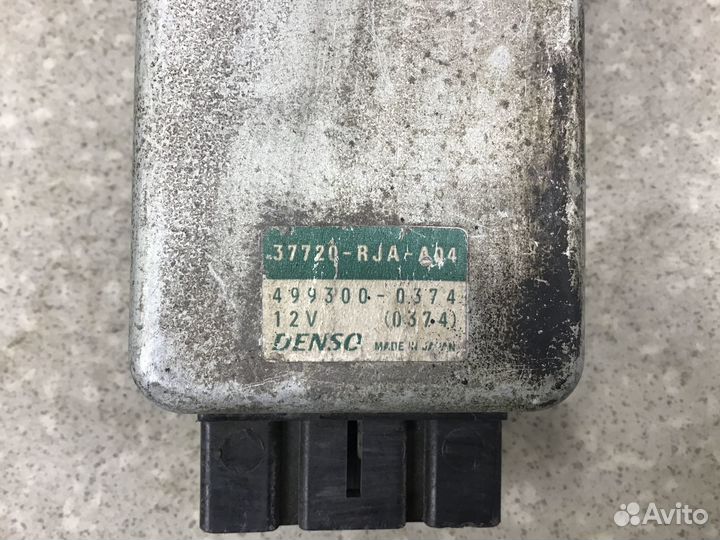 37720-RJA-A04
499300-0374
12V (0374)
DENSO MADE IN JAPAN
Avito